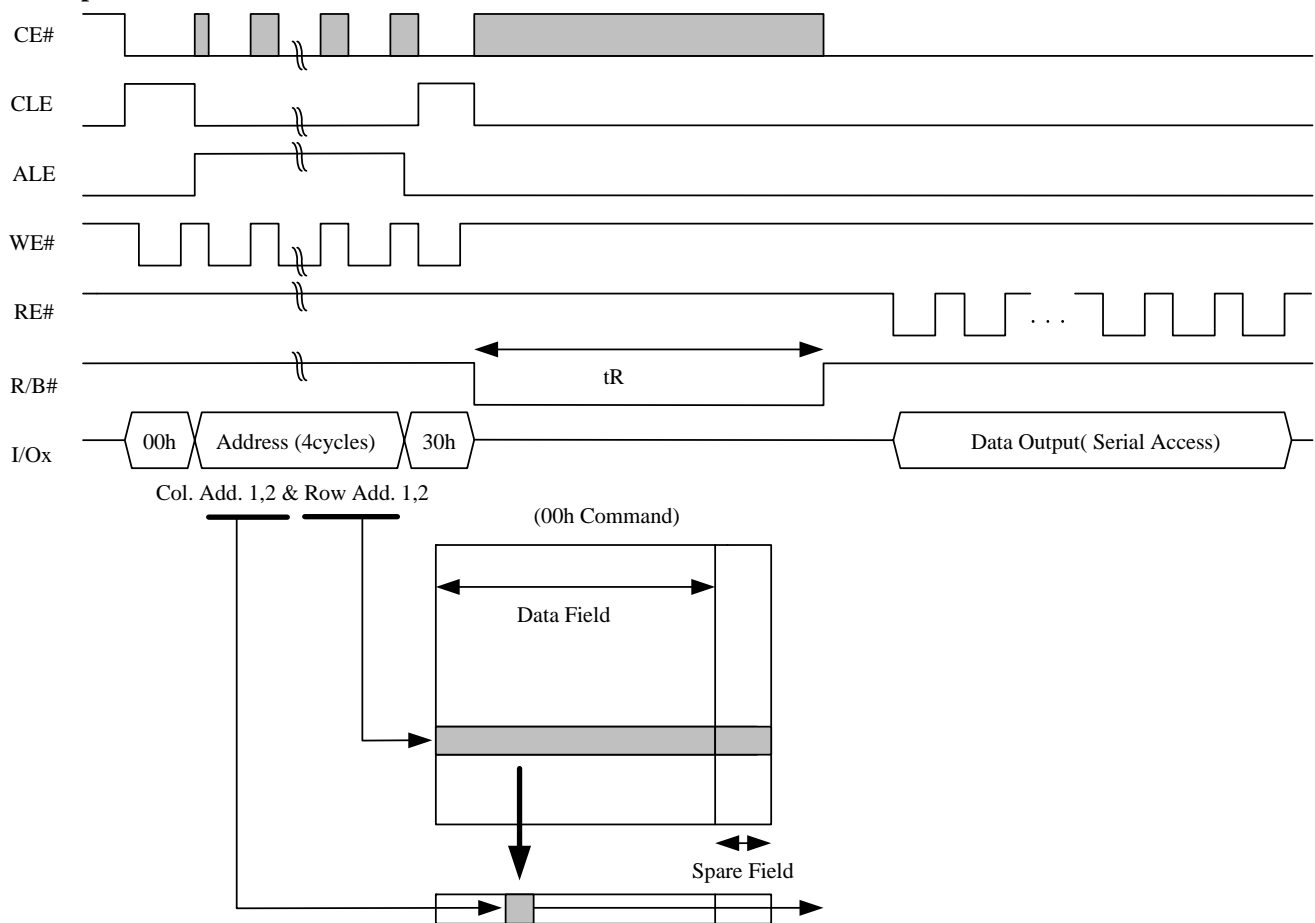 CE#
CLE
ALE
WE#
RE#
. . .
R/B#
tR
I/Ox
00h
Address (4cycles)
30h
Data Output( Serial Access)
Col. Add. 1,2 & Row Add. 1,2
(00h Command)
Data Field
Spare Field